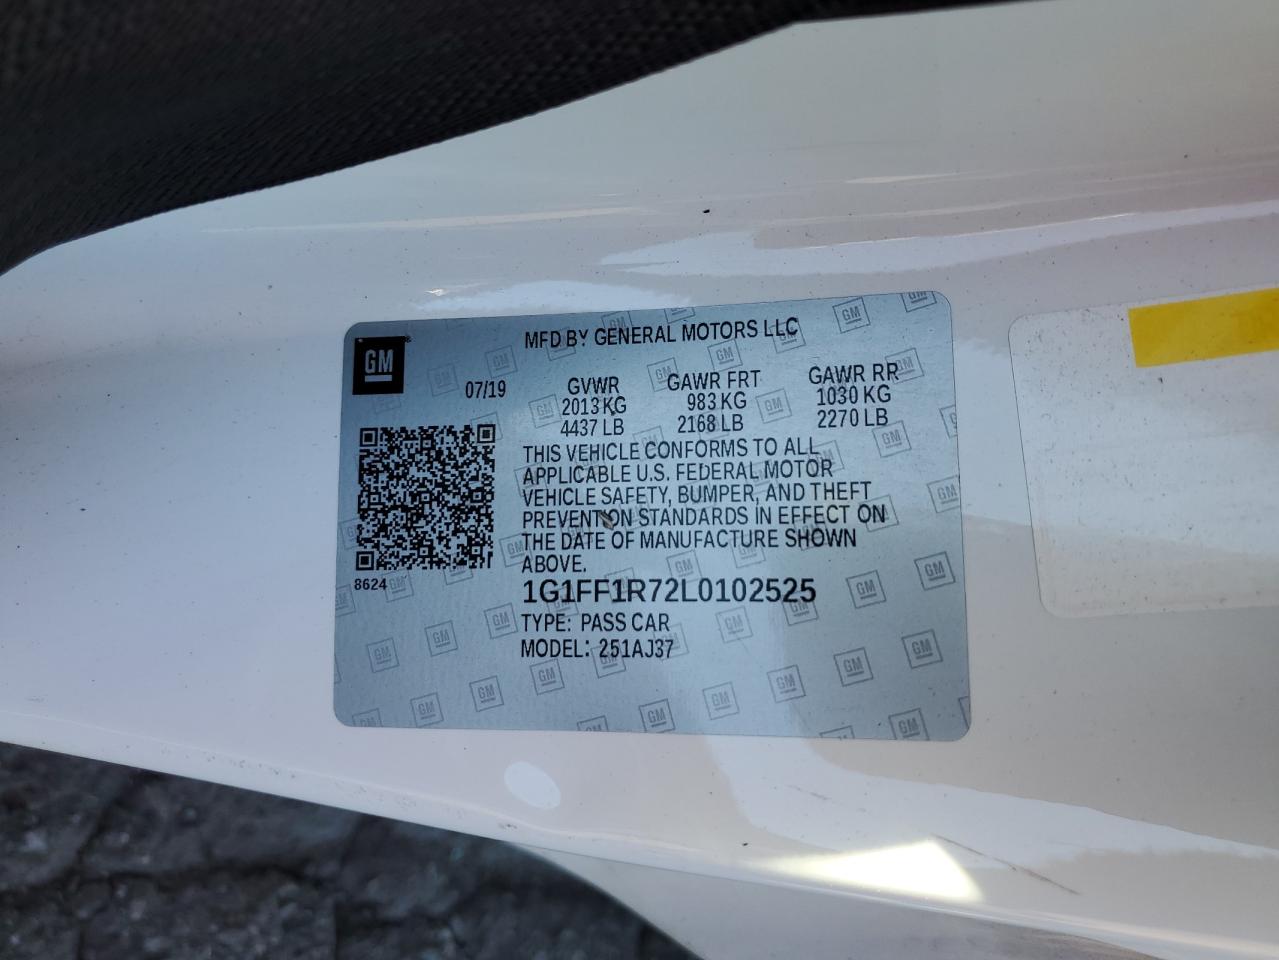 GM
MFD BY GENERAL MOTORS LLC
07/19
GVWR GAWR FRT GAWR RR
2013 KG 983 KG 1030 KG
4437 LB 2168 LB 2270 LB
THIS VEHICLE CONFORMS TO ALL
APPLICABLE U.S. FEDERAL MOTOR
VEHICLE SAFETY, BUMPER, AND THEFT
PREVENTION STANDARDS IN EFFECT ON
THE DATE OF MANUFACTURE SHOWN
ABOVE.
8624
1G1FF1R72L0102525
TYPE: PASS CAR
MODEL: 251AJ37